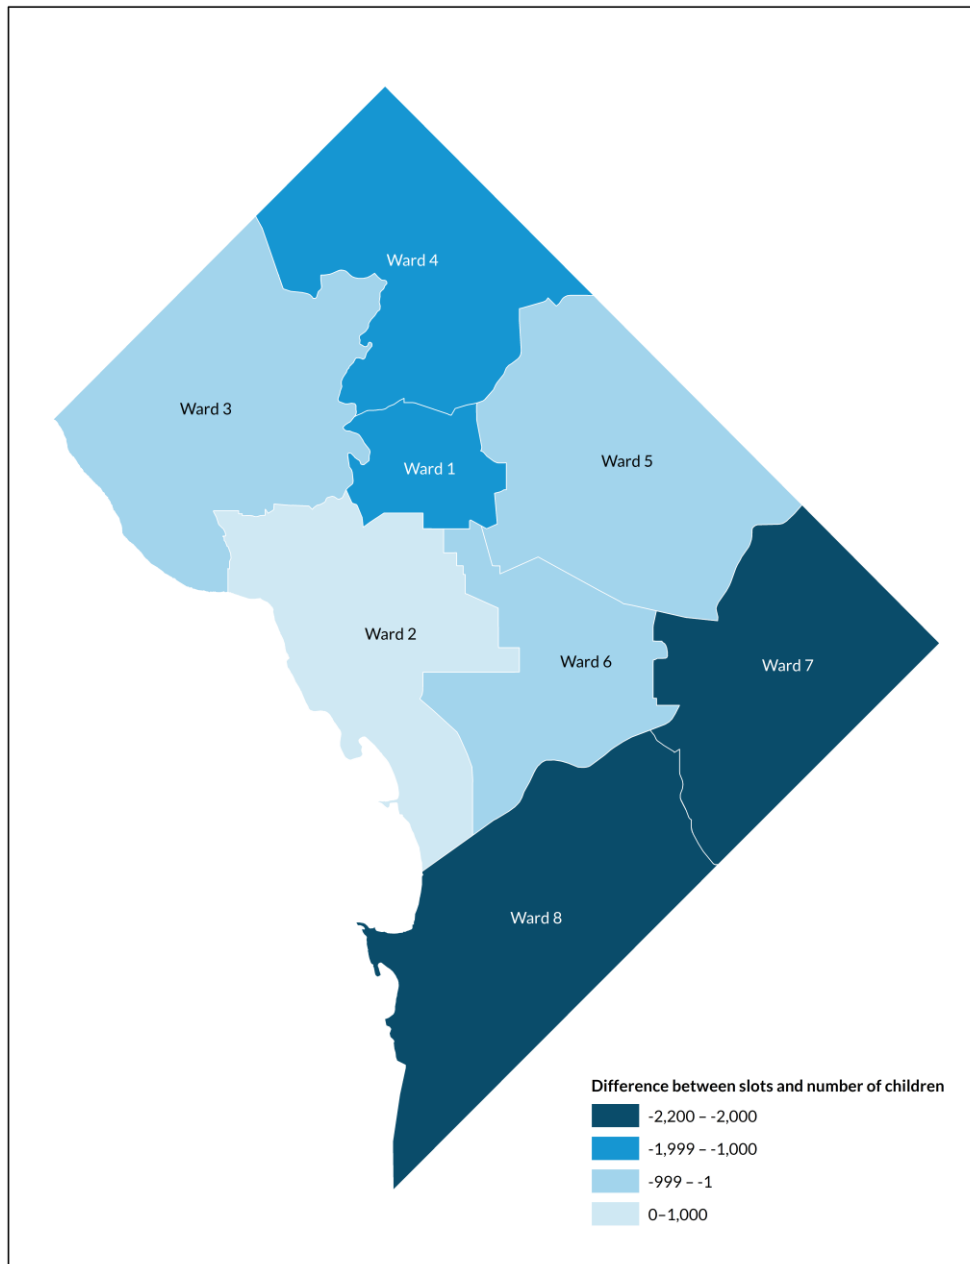 Ward 4
Ward 3
Ward 1
Ward 5
Ward 2
Ward 6
Ward 7
Ward 8
Difference between slots and number of children
-2,200 – -2,000
-1,999 – -1,000
-999 – -1
0–1,000